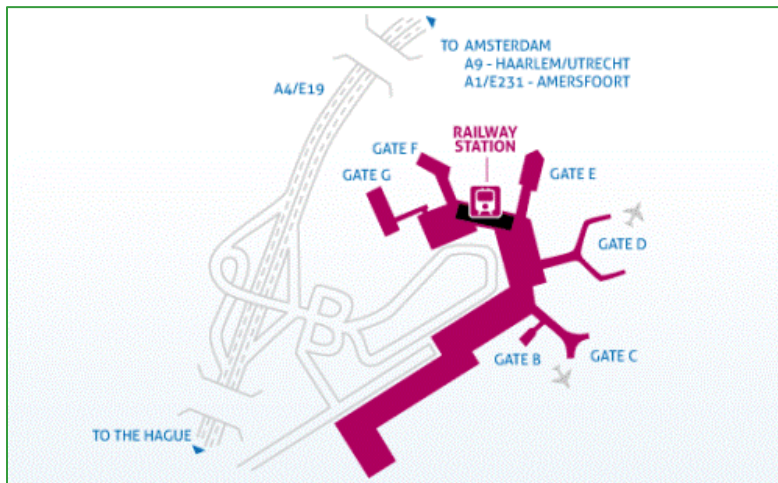 TO AMSTERDAM
A9 - HAARLEM/UTRECHT
A1/E231 - AMERSFOORT
A4/E19
RAILWAY
STATION
GATE F
GATE G
GATE E
GATE D
GATE B
GATE C
TO THE HAGUE